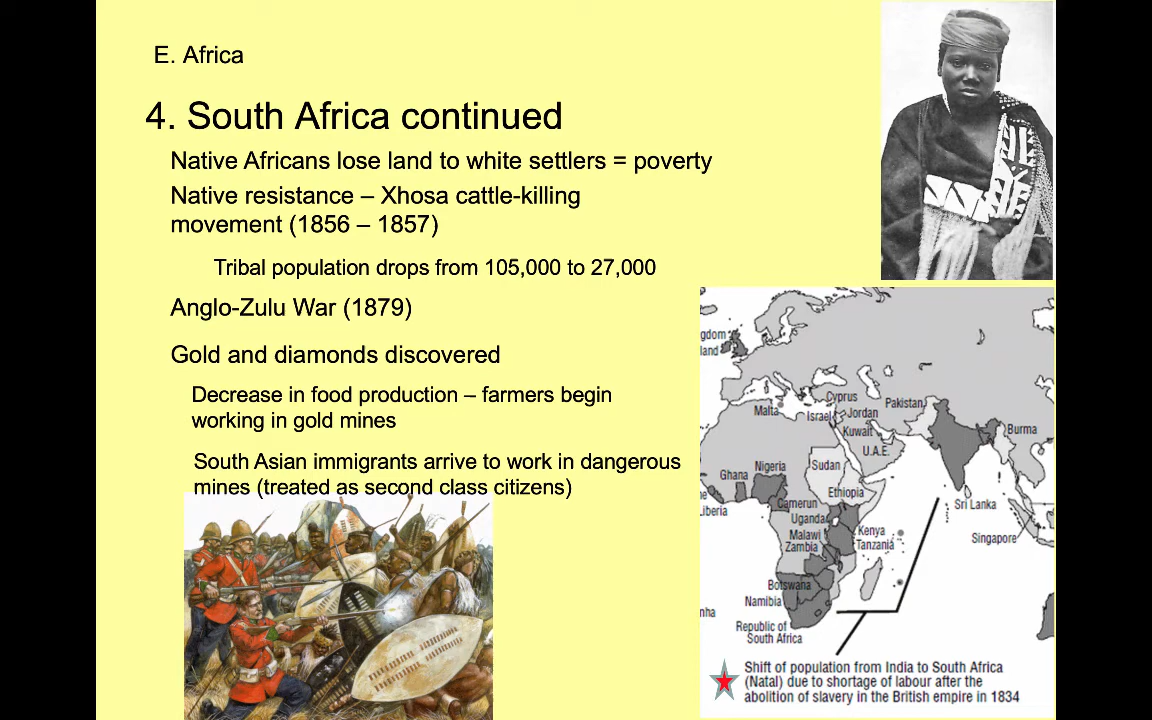 E. Africa
4. South Africa continued
Native Africans lose land to white settlers = poverty
Native resistance – Xhosa cattle-killing
movement (1856 – 1857)
Tribal population drops from 105,000 to 27,000
Anglo-Zulu War (1879)
Gold and diamonds discovered
Decrease in food production – farmers begin
working in gold mines
South Asian immigrants arrive to work in dangerous
mines (treated as second class citizens)
gdom
land
Malta
Cyprus
Israel
Jordan
Kuwait
Pakistan
U.A.E.
Burma
Ghana
Nigeria
Sudan
Liberia
Camerun
Ethiopia
Uganda
Sri Lanka
Malawi
Kenya
Zambia
Tanzania
Singapore
Botswana
Namibia
nha
Republic of
South Africa
Shift of population from India to South Africa
(Natal) due to shortage of labour after the
abolition of slavery in the British empire in 1834